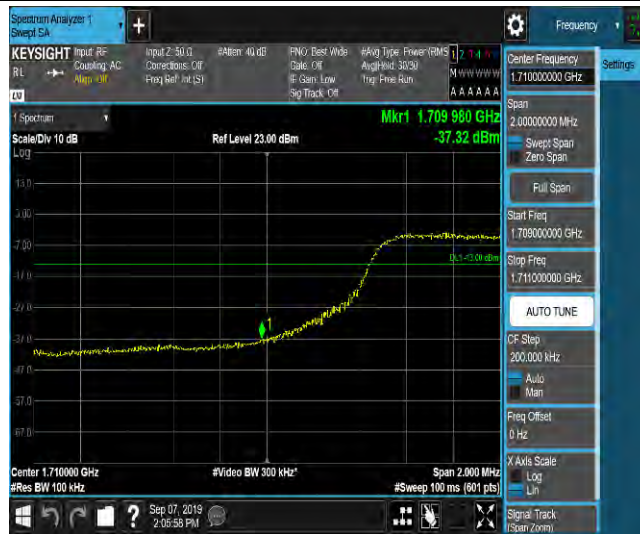 Spectrum Analyzer 1
Swept SA
+
Frequency
KEYSIGHT
RL
Input: RF
Coupling: AC
Align: Off
Input Z: 50 Ω
Corrections: Off
Freq Ref: Int (S)
#Atten: 40 dB
PNO: Best Wide
Gate: Off
IF Gain: Low
Sig Track: Off
#Avg Type: Power (RMS
Avg|Hold: 30/30
Trig: Free Run
M W W W W W
A A A A A A
1 Spectrum
Scale/Div 10 dB
Ref Level 23.00 dBm
Mkr1 1.709 980 GHz
-37.32 dBm
Log
13.0
3.00
-7.00
-17.0
-27.0
-37.0
-47.0
-57.0
-67.0
DL1 -13.00 dBm
1
Center 1.710000 GHz
#Video BW 300 kHz*
Span 2.000 MHz
#Res BW 100 kHz
#Sweep 100 ms (601 pts)
Sep 07, 2019
2:05:58 PM
?
Settings
Center Frequency
1.710000000 GHz
Span
2.00000000 MHz
Swept Span
Zero Span
Full Span
Start Freq
1.709000000 GHz
Stop Freq
1.711000000 GHz
AUTO TUNE
CF Step
200.000 kHz
Auto
Man
Freq Offset
0 Hz
X Axis Scale
Log
Lin
Signal Track
(Span Zoom)